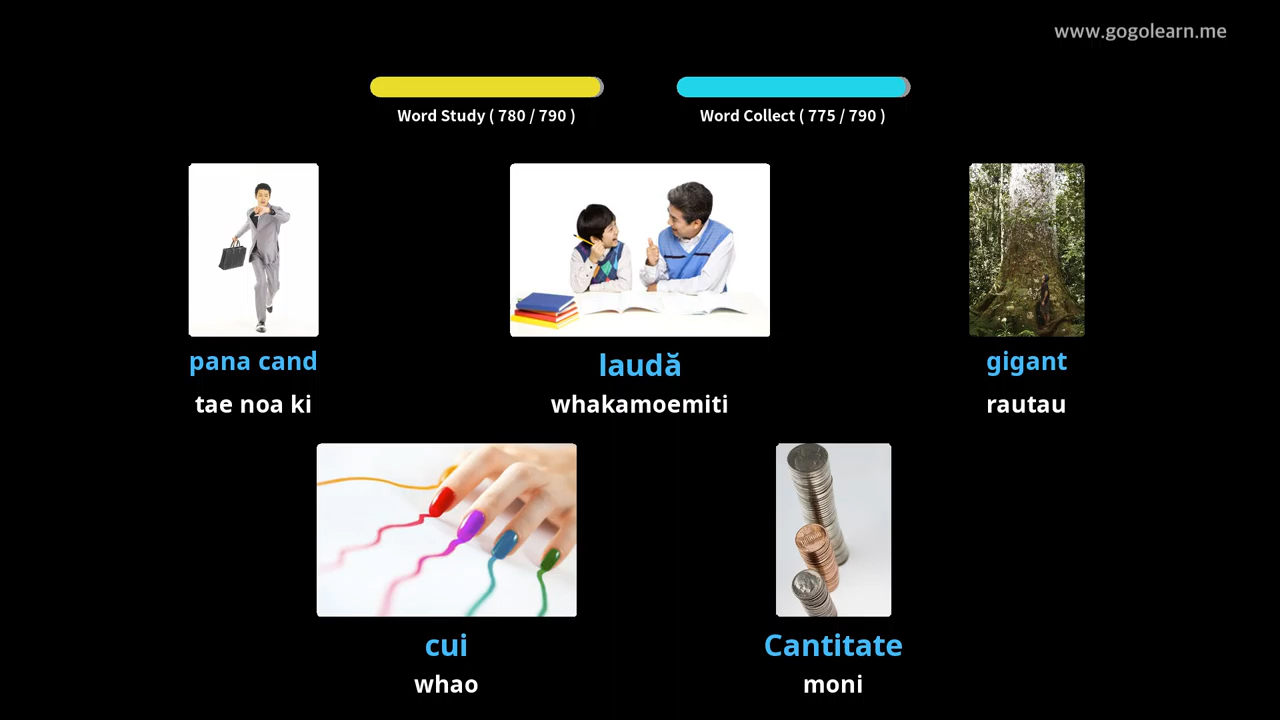 www.gogolearn.me
Word Study ( 780 / 790 )
Word Collect ( 775 / 790 )
pana cand
tae noa ki
laudă
whakamoemiti
gigant
rautau
cui
whao
Cantitate
moni